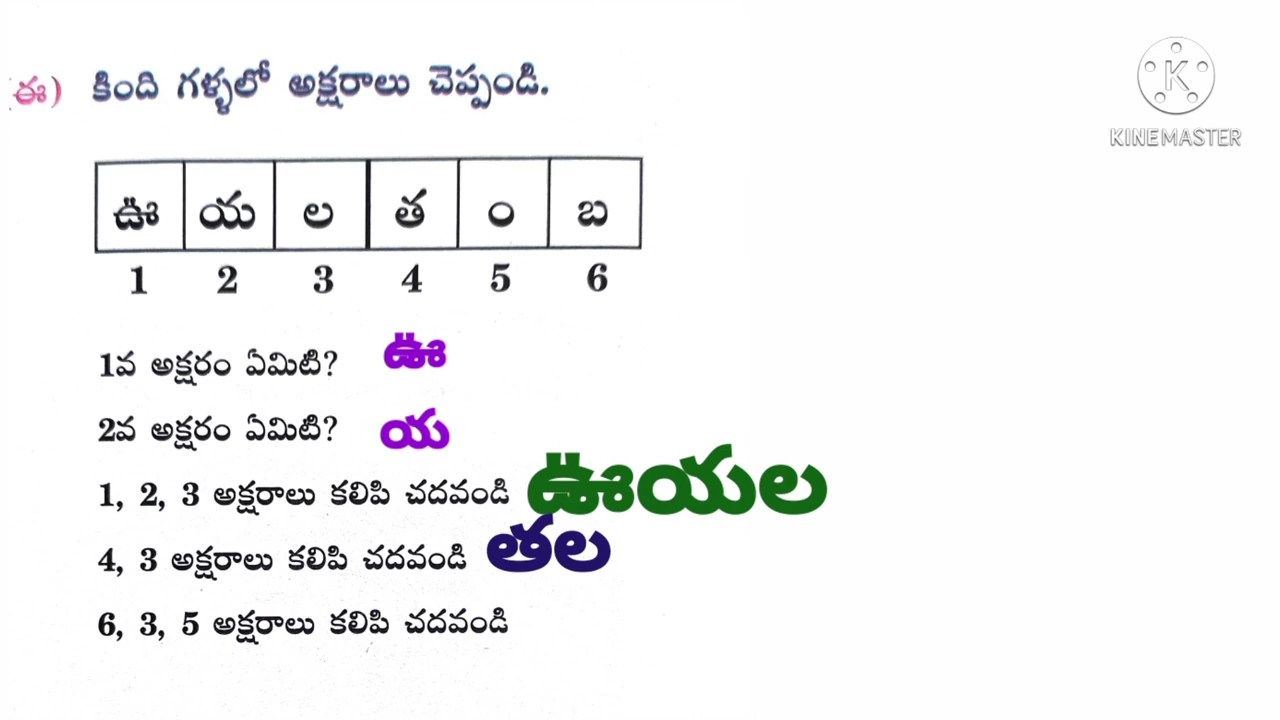 ఈ) కింది గళ్ళలో అక్షరాలు చెప్పండి.
K
KINEMASTER
ఊ య ల త ం బ
1 2 3 4 5 6
1వ అక్షరం ఏమిటి? ఊ
2వ అక్షరం ఏమిటి? య
1, 2, 3 అక్షరాలు కలిపి చదవండి ఊయల
4, 3 అక్షరాలు కలిపి చదవండి తల
6, 3, 5 అక్షరాలు కలిపి చదవండి